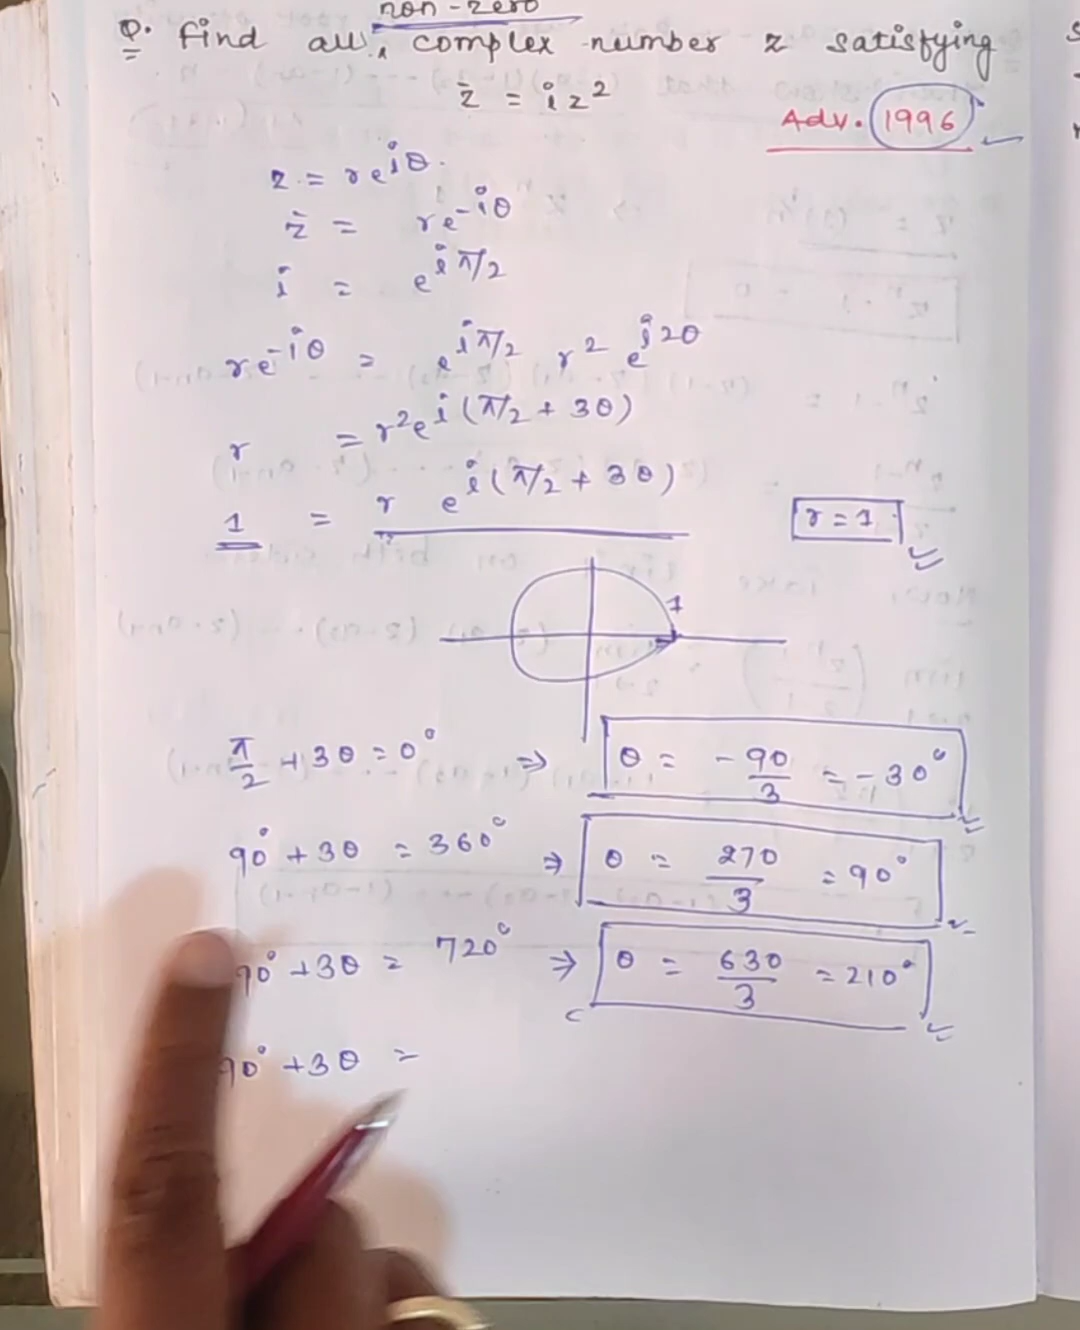 non-zero
Q. Find all complex number z satisfying
z̄ = i z²
Adv. 1996
z = re^{iθ}.
z̄ = re^{-iθ}
i = e^{iπ/2}
re^{-iθ} = e^{iπ/2} r² e^{i2θ}
r = r²e^{i(π/2 + 3θ)}
1 = r e^{i(π/2 + 3θ)} r = 1
1
π/2 + 3θ = 0° ⇒ θ = -90/3 = -30°
90° + 3θ = 360° ⇒ θ = 270/3 = 90°
90° + 3θ = 720° ⇒ θ = 630/3 = 210°
90° + 3θ =